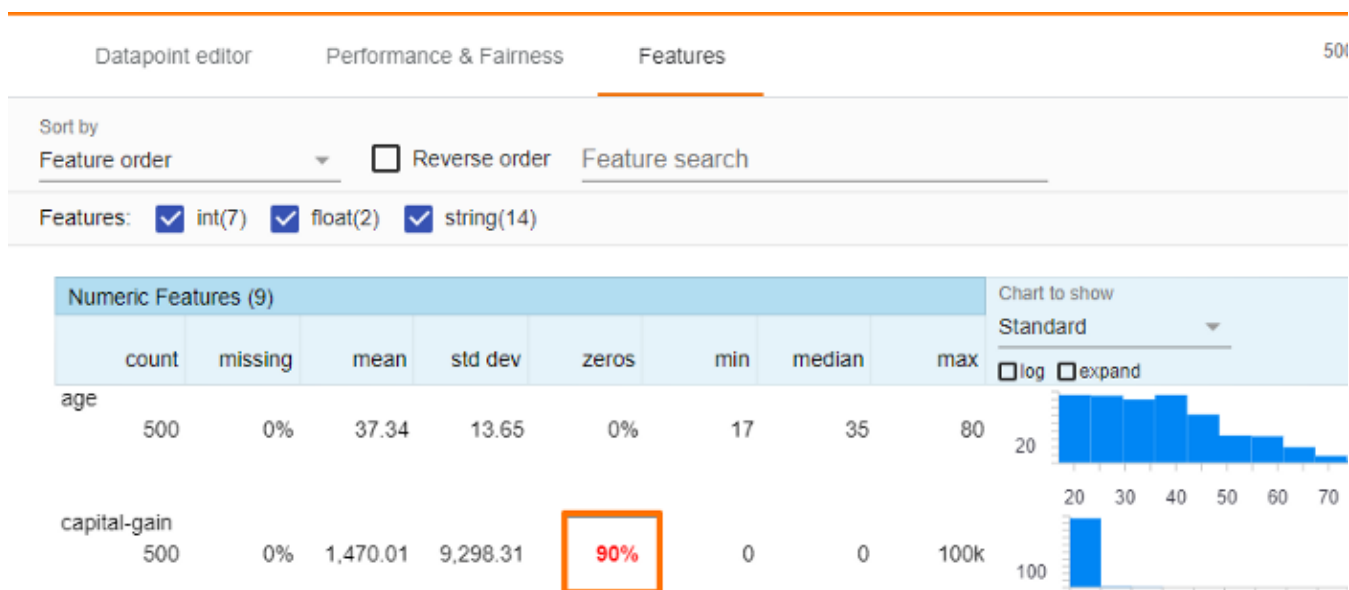 Datapoint editor Performance & Fairness Features 500
Sort by
Feature order Reverse order Feature search
Features: int(7) float(2) string(14)
Numeric Features (9) Chart to show
Standard
count missing mean std dev zeros min median max log expand
age
500 0% 37.34 13.65 0% 17 35 80 20
20 30 40 50 60 70
capital-gain
500 0% 1,470.01 9,298.31 90% 0 0 100k 100